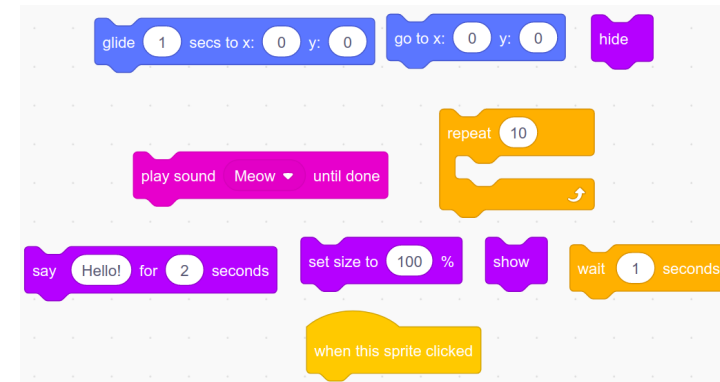 glide 1 secs to x: 0 y: 0
go to x: 0 y: 0
hide
repeat 10
play sound Meow until done
say Hello! for 2 seconds
set size to 100 %
show
wait 1 seconds
when this sprite clicked